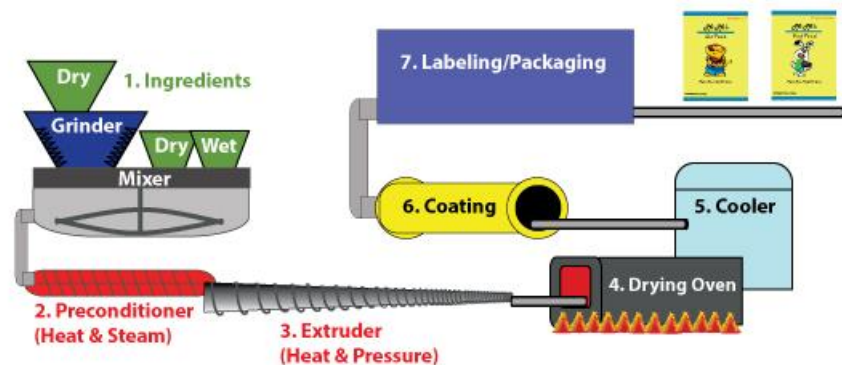 Dry
1. Ingredients
Grinder
Dry Wet
Mixer
2. Preconditioner
(Heat & Steam)
3. Extruder
(Heat & Pressure)
4. Drying Oven
5. Cooler
6. Coating
7. Labeling/Packaging